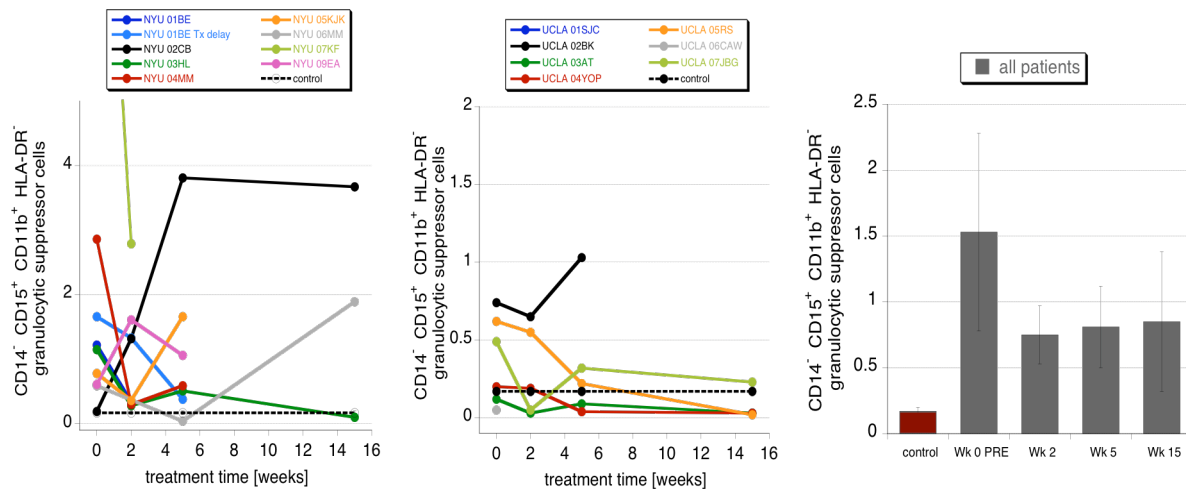 NYU 01BE
NYU 01BE Tx delay
NYU 02CB
NYU 03HL
NYU 04MM
NYU 05KJK
NYU 06MM
NYU 07KF
NYU 09EA
control
CD14⁻ CD15⁺ CD11b⁺ HLA-DR⁻
granulocytic suppressor cells
4
2
0
0 2 4 6 8 10 12 14 16
treatment time [weeks]
UCLA 01SJC
UCLA 02BK
UCLA 03AT
UCLA 04YOP
UCLA 05RS
UCLA 06CAW
UCLA 07JBG
control
CD14⁻ CD15⁺ CD11b⁺ HLA-DR⁻
granulocytic suppressor cells
2
1.5
1
0.5
0
0 2 4 6 8 10 12 14 16
treatment time [weeks]
all patients
CD14⁻ CD15⁺ CD11b⁺ HLA-DR⁻
granulocytic suppressor cells
2.5
2
1.5
1
0.5
0
control Wk 0 PRE Wk 2 Wk 5 Wk 15